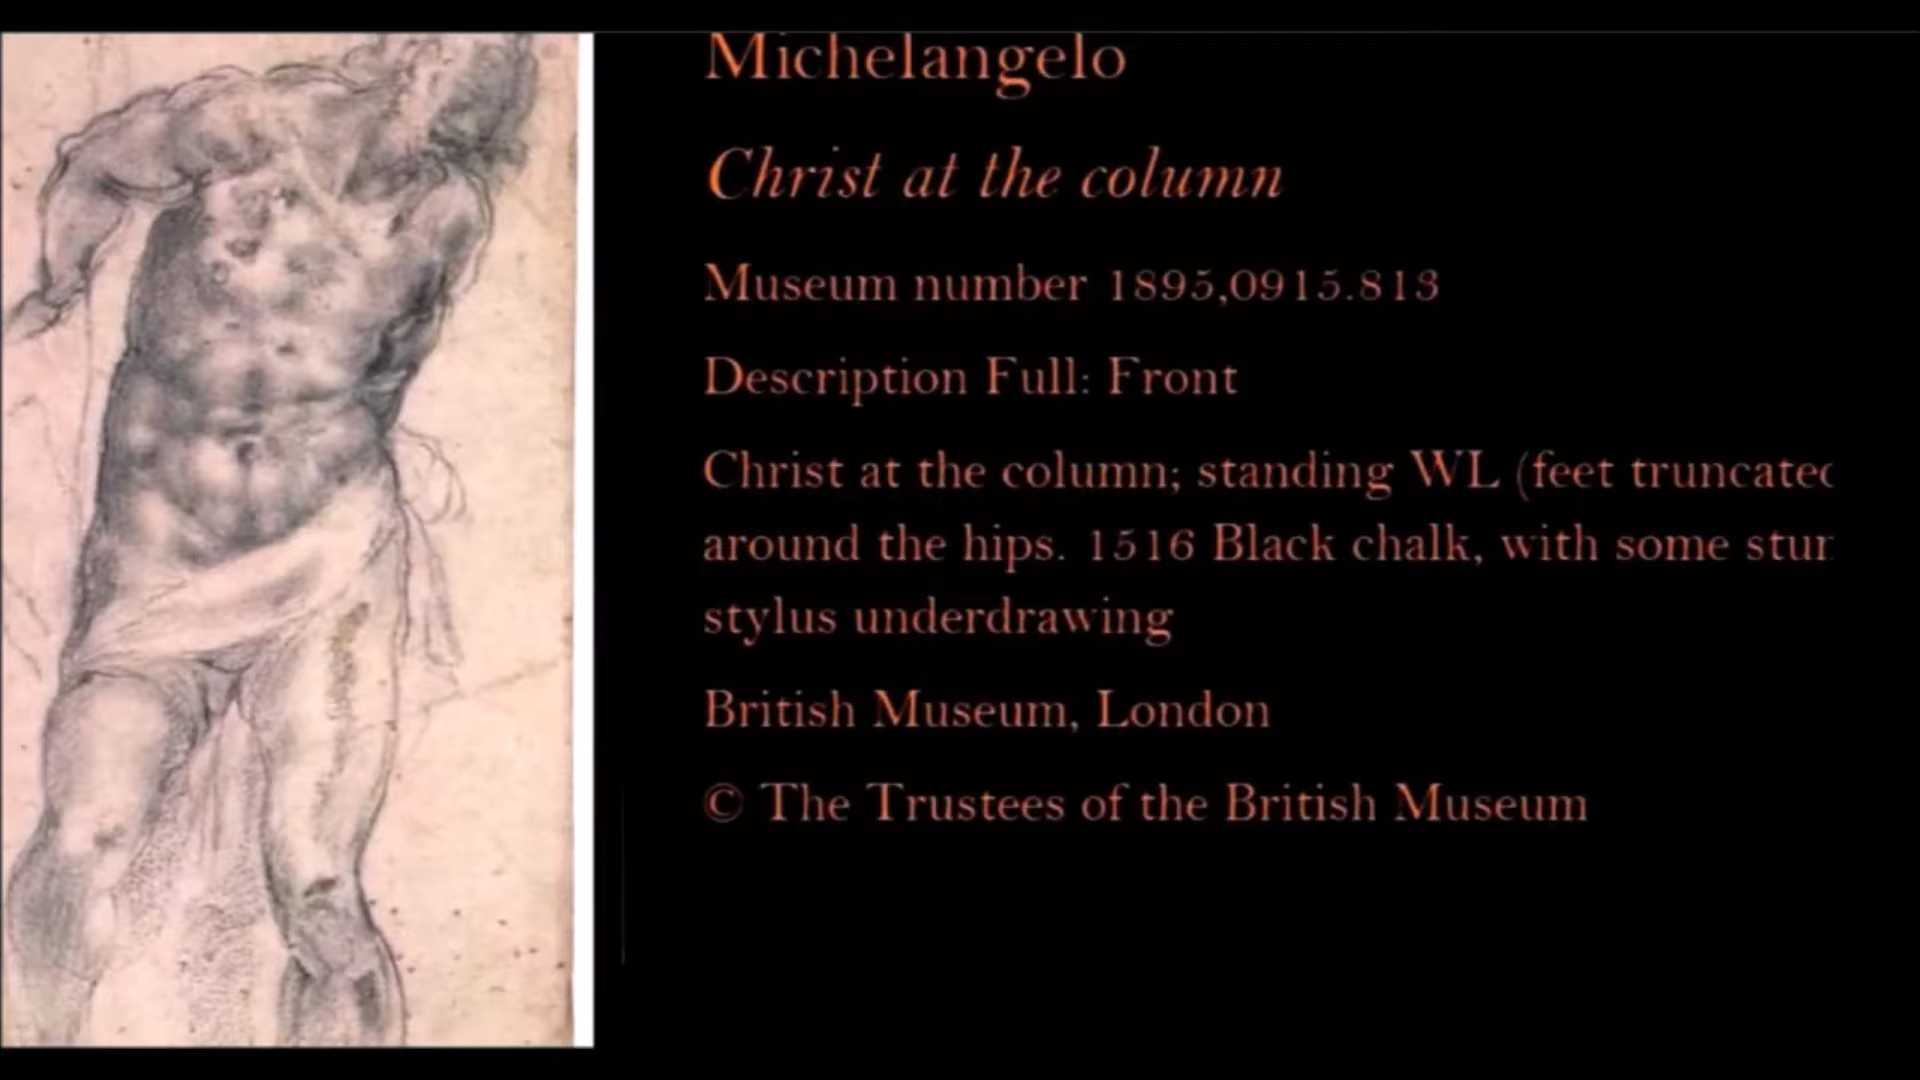 Michelangelo
Christ at the column
Museum number 1895,0915.813
Description Full: Front
Christ at the column; standing WL (feet
around the hips. 1516 Black chalk, with some
stylus underdrawing
British Museum, London
© The Trustees of the British Museum